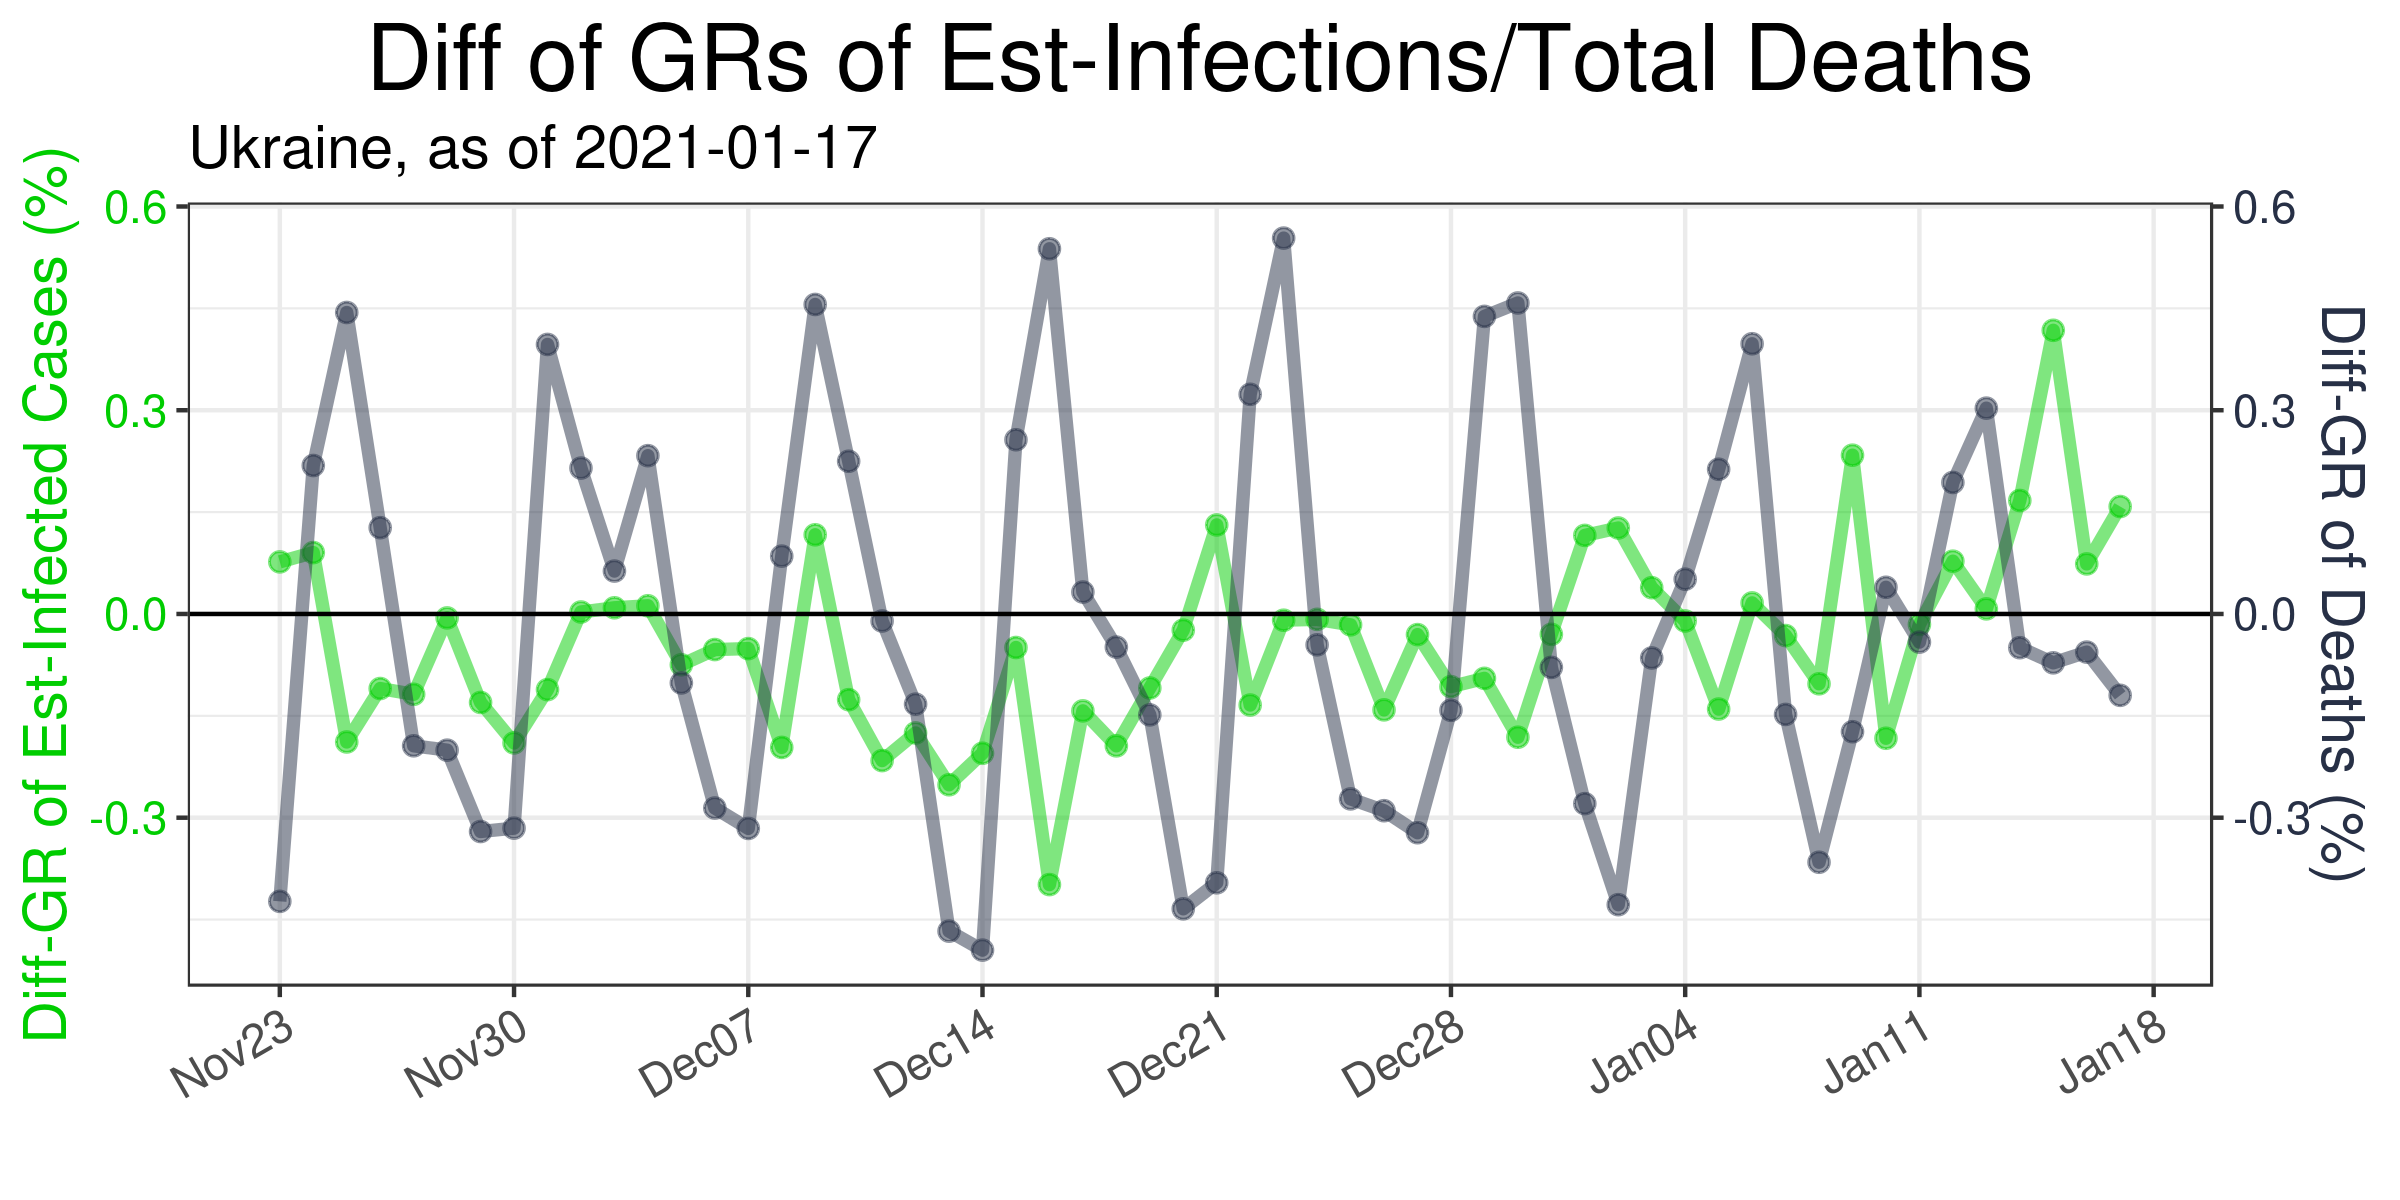 Diff of GRs of Est-Infections/Total Deaths
Ukraine, as of 2021-01-17
Diff-GR of Est-Infected Cases (%)
0.6
0.3
0.0
-0.3
0.6
0.3
0.0
-0.3
Diff-GR of Deaths (%)
Nov23
Nov30
Dec07
Dec14
Dec21
Dec28
Jan04
Jan11
Jan18